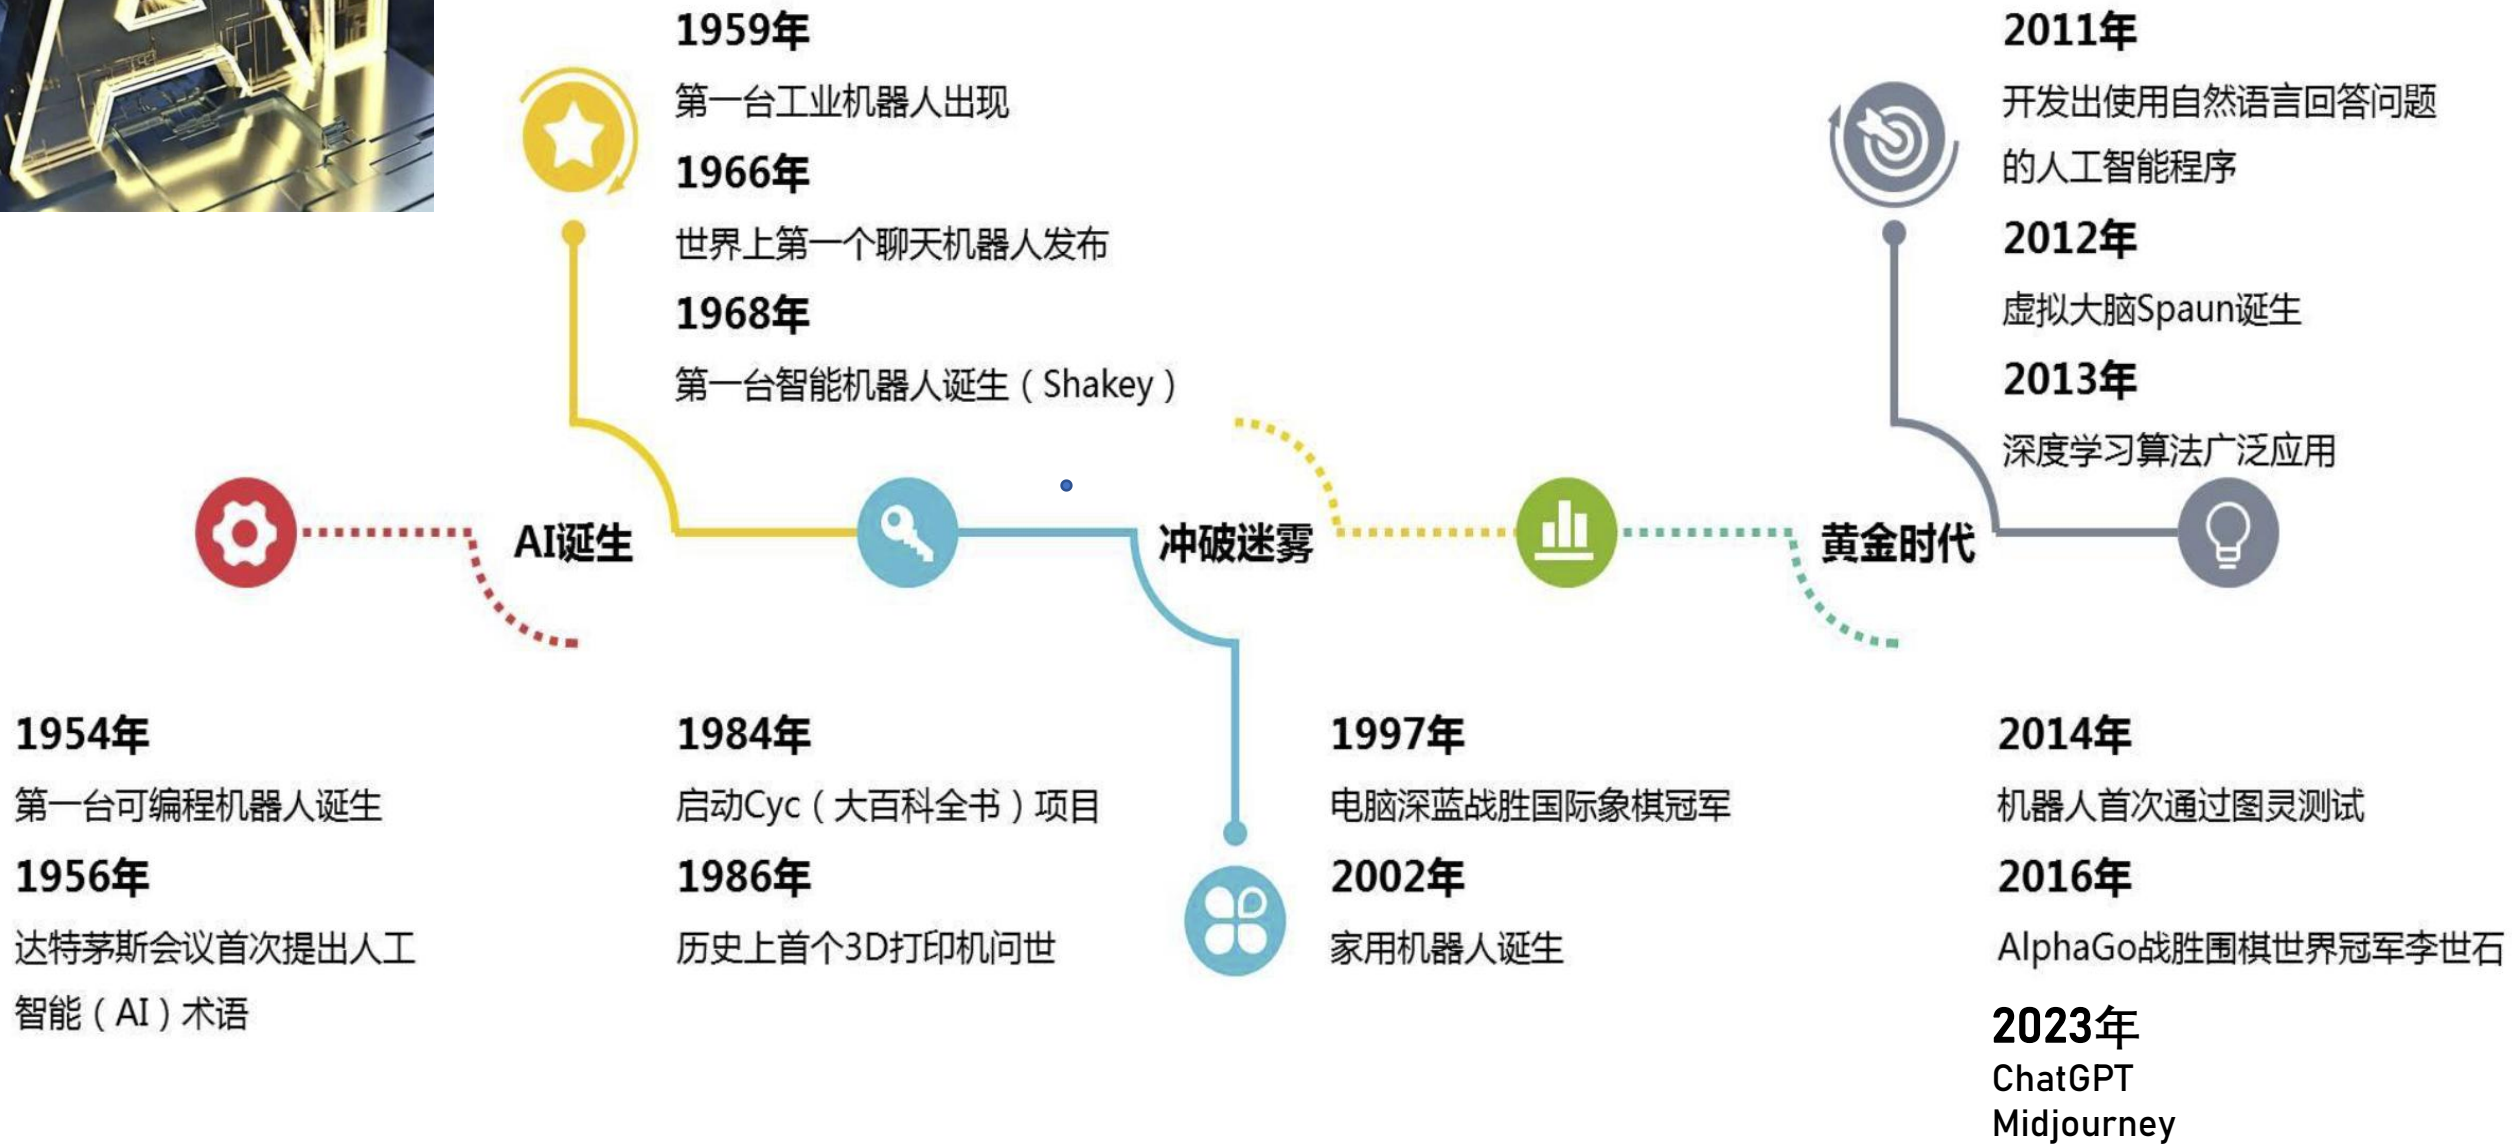 1954年
第一台可编程机器人诞生
1956年
达特茅斯会议首次提出人工
智能（AI）术语
AI诞生
1959年
第一台工业机器人出现
1966年
世界上第一个聊天机器人发布
1968年
第一台智能机器人诞生（Shakey）
1984年
启动Cyc（大百科全书）项目
1986年
历史上首个3D打印机问世
冲破迷雾
1997年
电脑深蓝战胜国际象棋冠军
2002年
家用机器人诞生
黄金时代
2011年
开发出使用自然语言回答问题
的人工智能程序
2012年
虚拟大脑Spaun诞生
2013年
深度学习算法广泛应用
2014年
机器人首次通过图灵测试
2016年
AlphaGo战胜围棋世界冠军李世石
2023年
ChatGPT
Midjourney